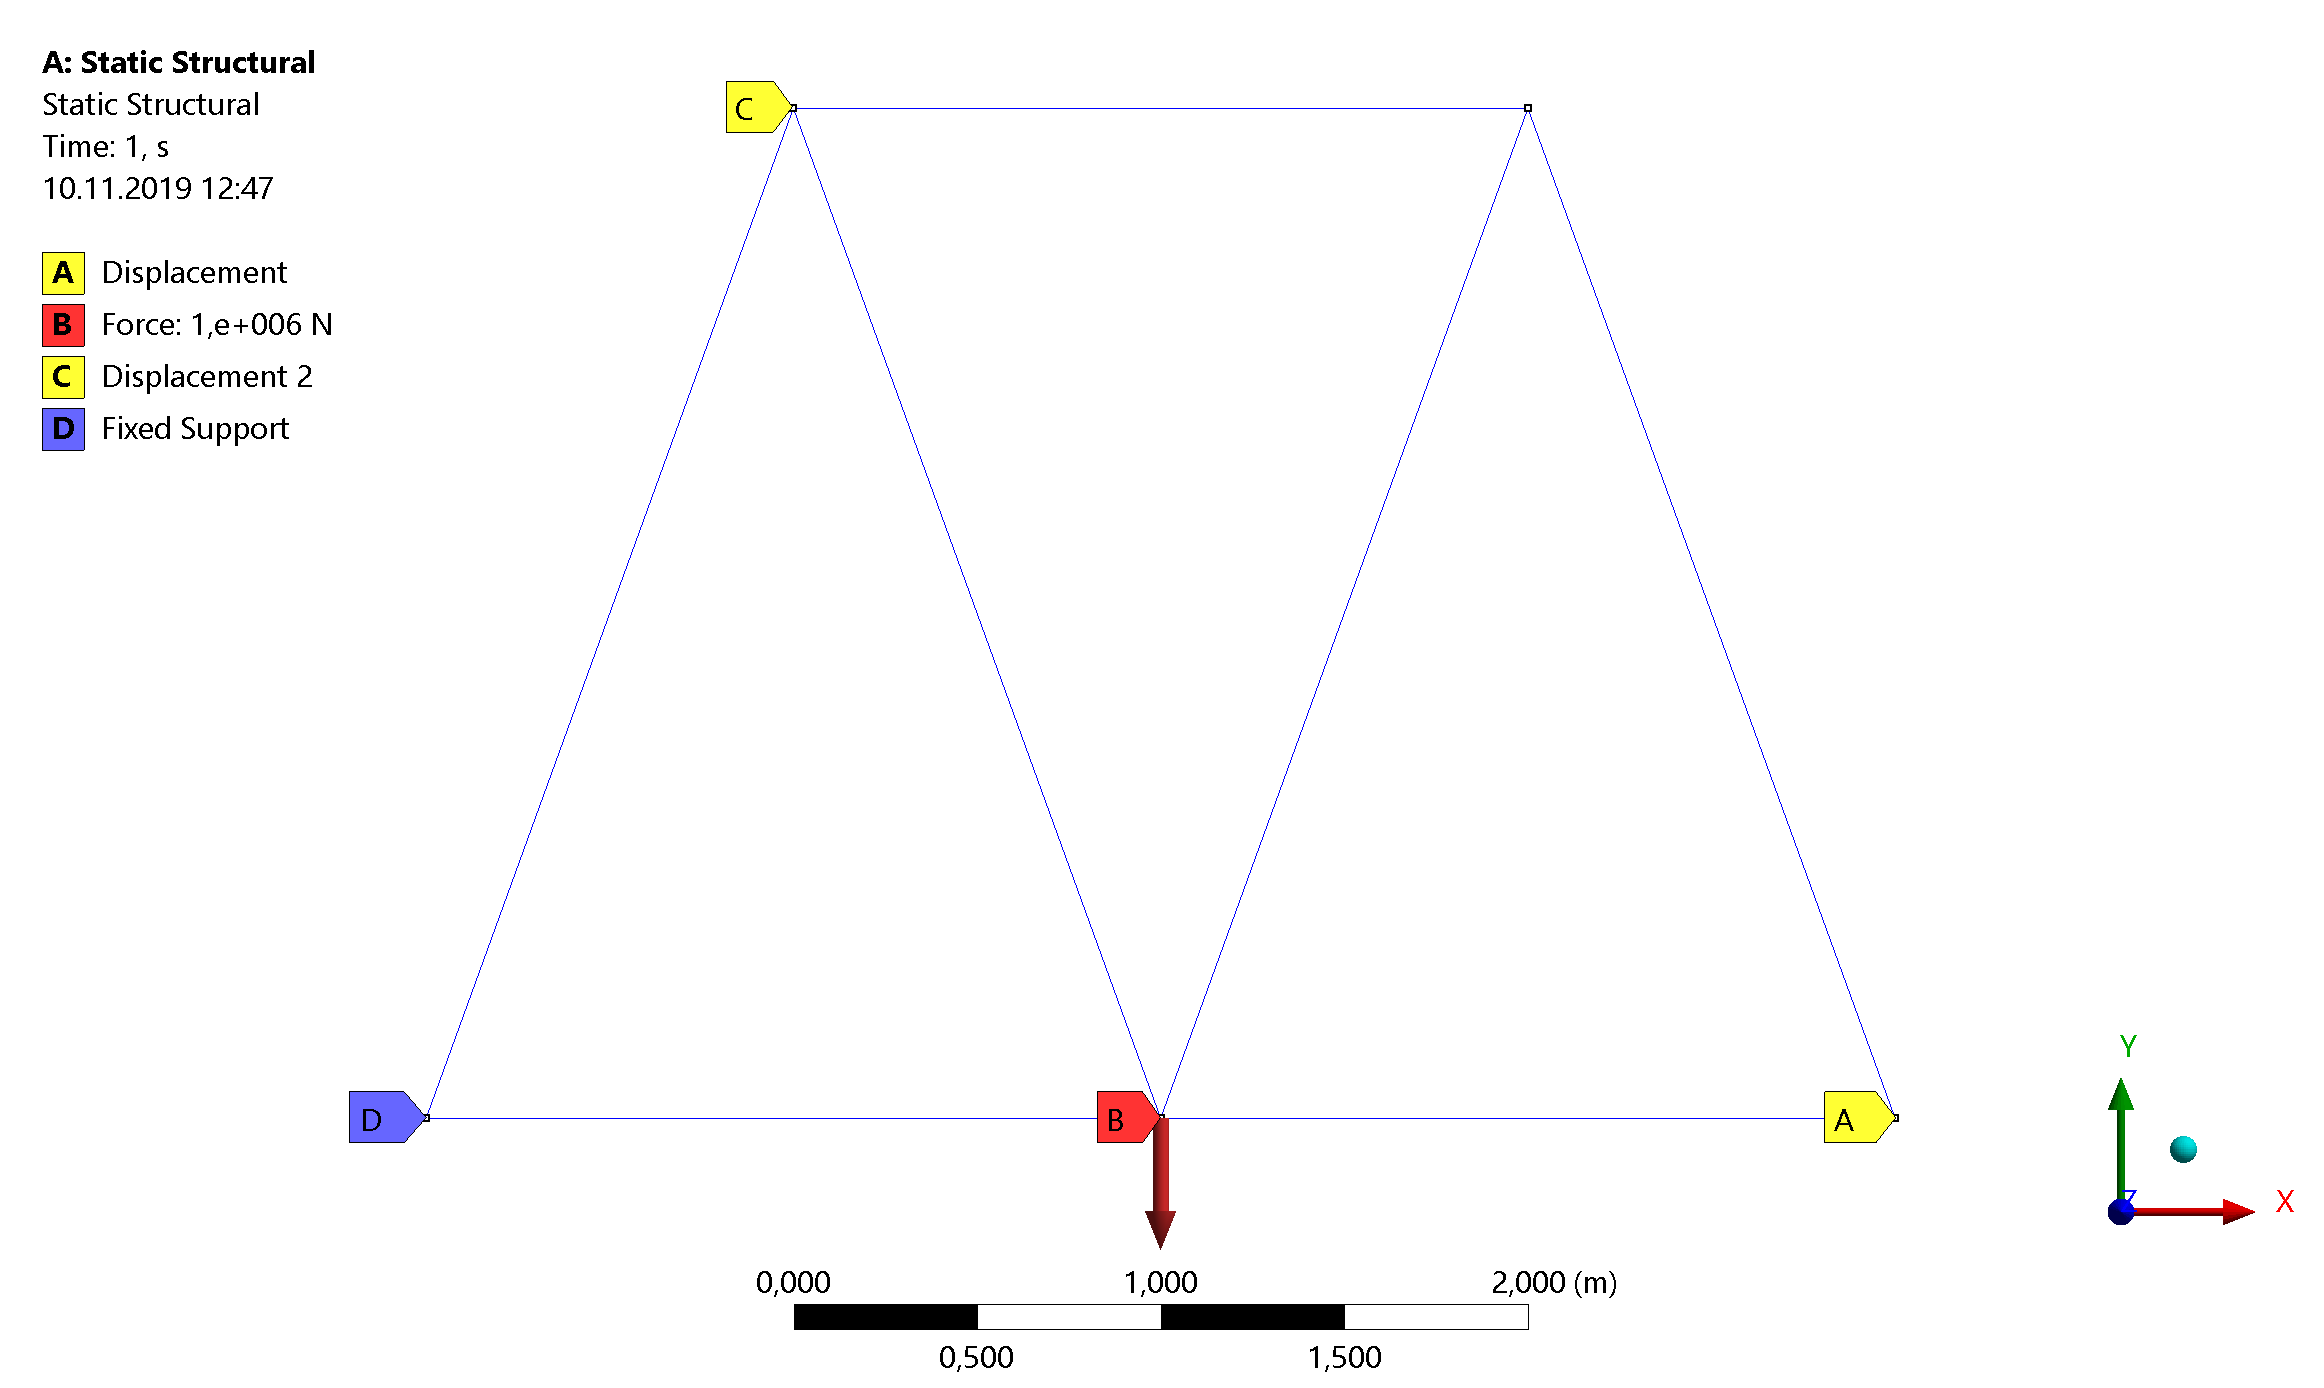 A: Static Structural
Static Structural
Time: 1, s
10.11.2019 12:47
A Displacement
B Force: 1,e+006 N
C Displacement 2
D Fixed Support
C
D
B
A
Y
Z
X
0,000 1,000 2,000 (m)
0,500 1,500